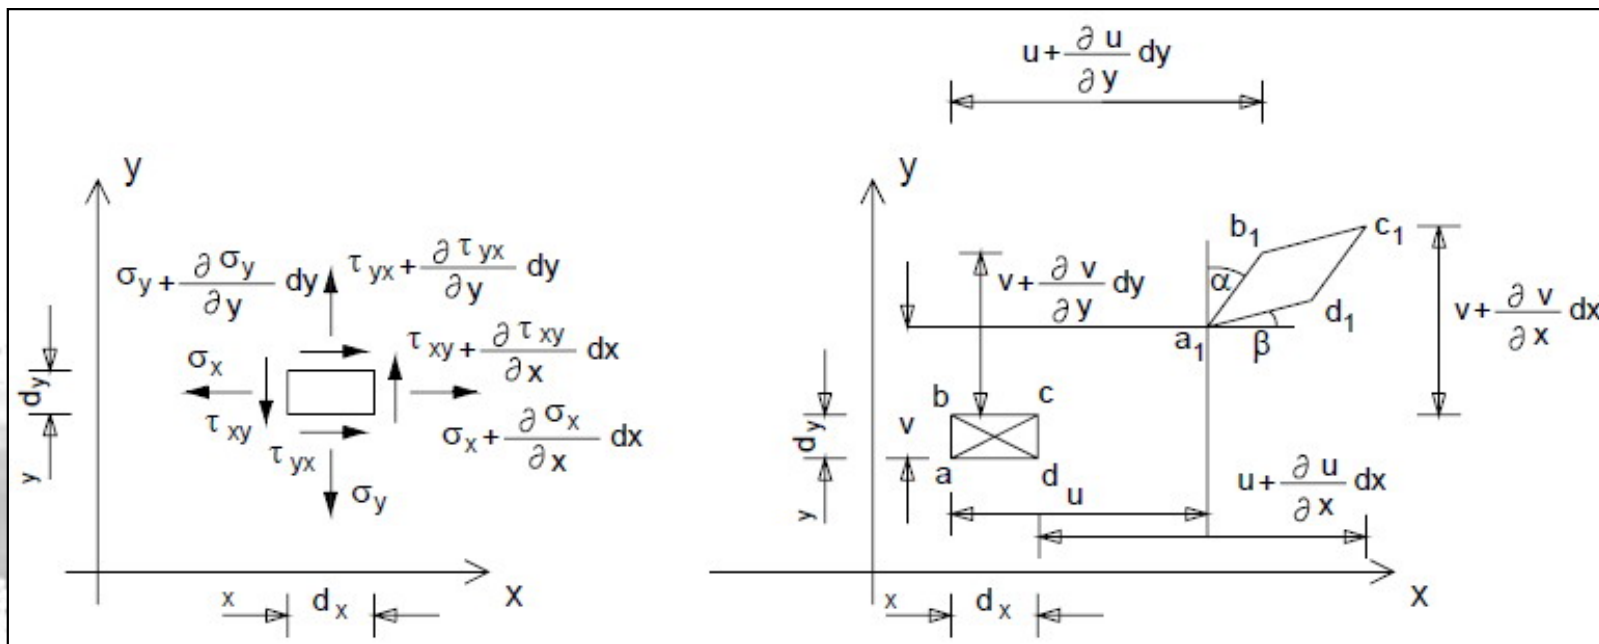 y
σy + ∂σy/∂y dy
τyx + ∂τyx/∂y dy
σx
τxy + ∂τxy/∂x dx
dy
τxy
τyx
σx + ∂σx/∂x dx
y
σy
x
x
dx
u + ∂u/∂y dy
y
b1
c1
v + ∂v/∂y dy
α
d1
v + ∂v/∂x dx
a1
β
b
c
dy
v
a
d
u
u + ∂u/∂x dx
y
x
x
dx